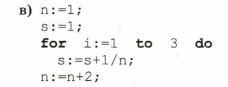 в) n:=1;
s:=1;
for i:=1 to 3 do
s:=s+1/n;
n:=n+2;